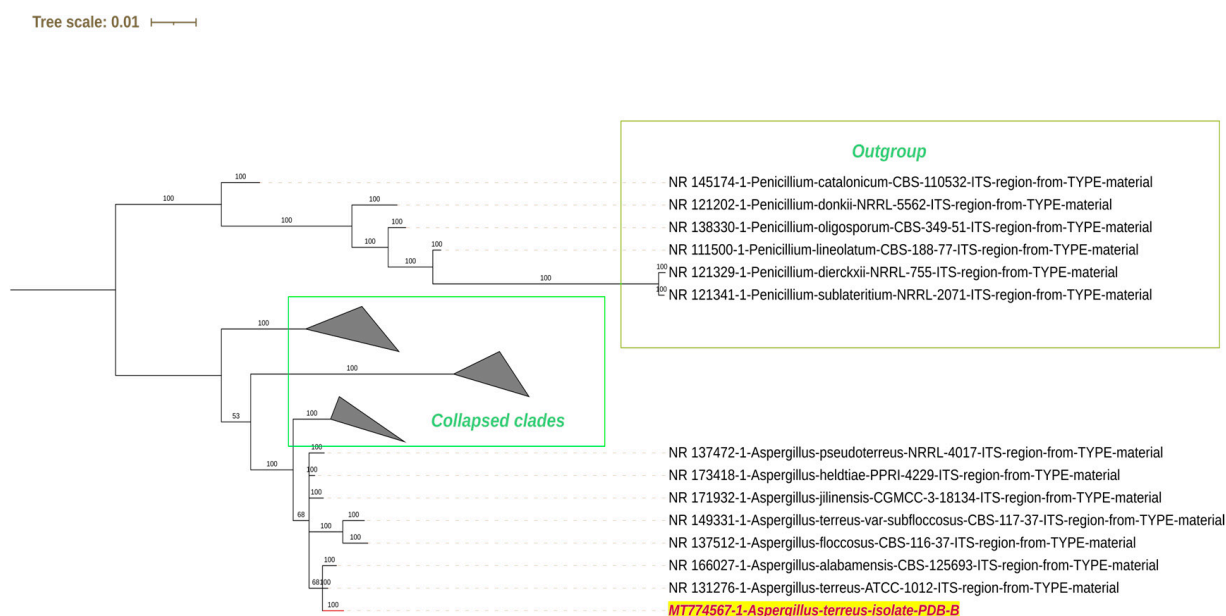 Tree scale: 0.01
Outgroup
100
NR 145174-1-Penicillium-catalonicum-CBS-110532-ITS-region-from-TYPE-material
100
100
NR 121202-1-Penicillium-donkii-NRRL-5562-ITS-region-from-TYPE-material
100
100
NR 138330-1-Penicillium-oligosporum-CBS-349-51-ITS-region-from-TYPE-material
100
100
NR 111500-1-Penicillium-lineolatum-CBS-188-77-ITS-region-from-TYPE-material
100
100
NR 121329-1-Penicillium-dierckxii-NRRL-755-ITS-region-from-TYPE-material
100
100
NR 121341-1-Penicillium-sublateritium-NRRL-2071-ITS-region-from-TYPE-material
100
100
53
100
Collapsed clades
100
100
NR 137472-1-Aspergillus-pseudoterreus-NRRL-4017-ITS-region-from-TYPE-material
100
NR 173418-1-Aspergillus-heldtiae-PPRI-4229-ITS-region-from-TYPE-material
100
NR 171932-1-Aspergillus-jilinensis-CGMCC-3-18134-ITS-region-from-TYPE-material
68
100
NR 149331-1-Aspergillus-terreus-var-subfloccosus-CBS-117-37-ITS-region-from-TYPE-material
100
100
NR 137512-1-Aspergillus-floccosus-CBS-116-37-ITS-region-from-TYPE-material
100
NR 166027-1-Aspergillus-alabamensis-CBS-125693-ITS-region-from-TYPE-material
68
100
NR 131276-1-Aspergillus-terreus-ATCC-1012-ITS-region-from-TYPE-material
100
MT774567-1-Aspergillus-terreus-isolate-PDB-B